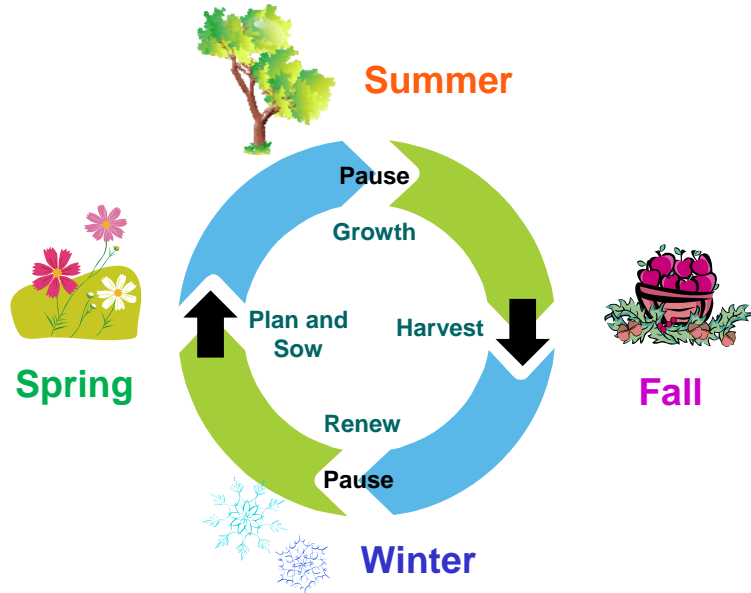 Summer
Pause
Growth
Plan and
Sow
Harvest
Spring
Fall
Renew
Pause
Winter